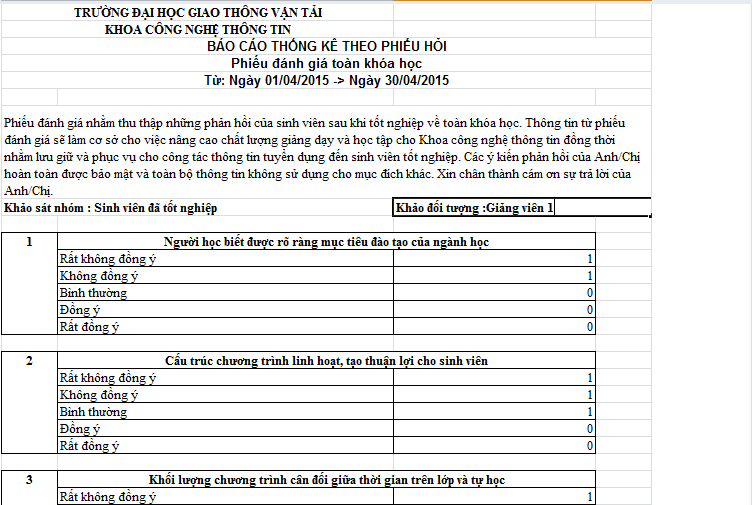 TRƯỜNG ĐẠI HỌC GIAO THÔNG VẬN TẢI
KHOA CÔNG NGHỆ THÔNG TIN
BÁO CÁO THỐNG KÊ THEO PHIẾU HỎI
Phiếu đánh giá toàn khóa học
Từ: Ngày 01/04/2015 -> Ngày 30/04/2015
Phiếu đánh giá nhằm thu thập những phản hồi của sinh viên sau khi tốt nghiệp về toàn khóa học. Thông tin từ phiếu
đánh giá sẽ làm cơ sở cho việc nâng cao chất lượng giảng dạy và học tập cho Khoa công nghệ thông tin đồng thời
nhằm lưu giữ và phục vụ cho công tác thông tin tuyển dụng đến sinh viên tốt nghiệp. Các ý kiến phản hồi của Anh/Chị
hoàn toàn được bảo mật và toàn bộ thông tin không sử dụng cho mục đích khác. Xin chân thành cám ơn sự trả lời của
Anh/Chị.
Khảo sát nhóm : Sinh viên đã tốt nghiệp Khảo đối tượng :Giảng viên 1
1 Người học biết được rõ ràng mục tiêu đào tạo của ngành học
Rất không đồng ý 1
Không đồng ý 1
Bình thường 0
Đồng ý 0
Rất đồng ý 0
2 Cấu trúc chương trình linh hoạt, tạo thuận lợi cho sinh viên
Rất không đồng ý 1
Không đồng ý 1
Bình thường 1
Đồng ý 0
Rất đồng ý 0
3 Khối lượng chương trình cân đối giữa thời gian trên lớp và tự học
Rất không đồng ý 1